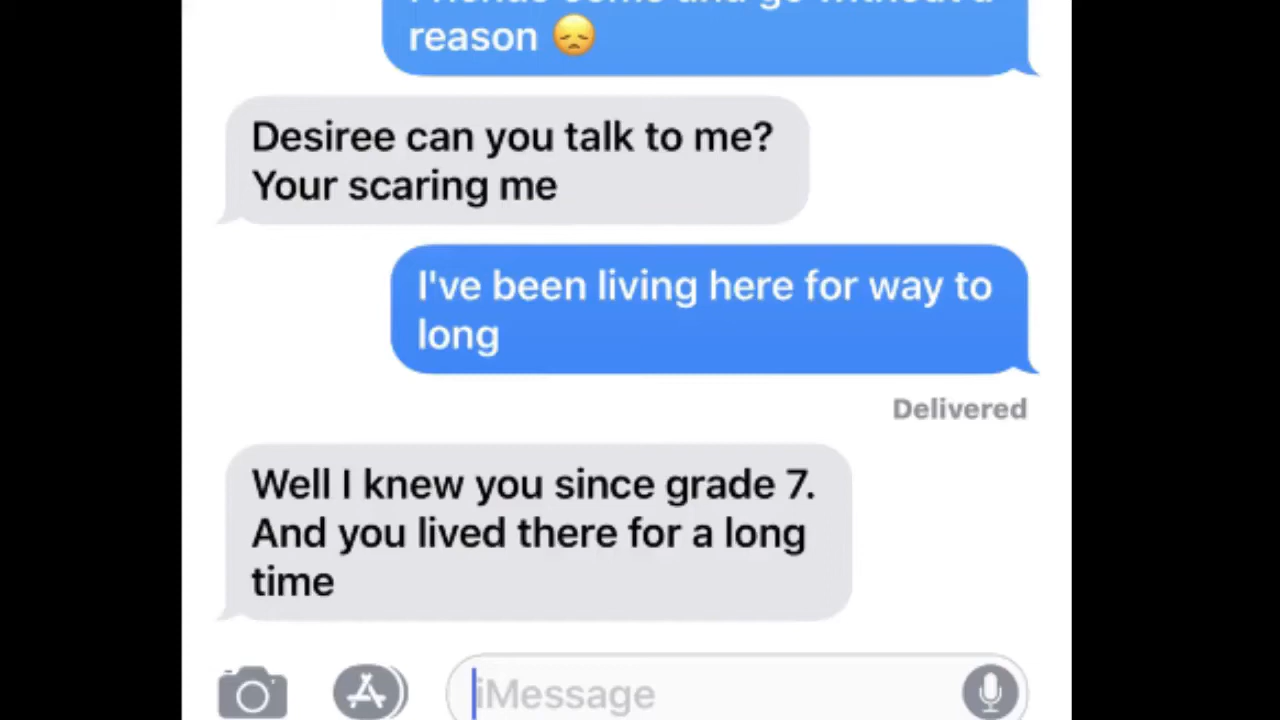 reason 😞
Desiree can you talk to me?
Your scaring me
I've been living here for way to
long
Delivered
Well I knew you since grade 7.
And you lived there for a long
time
iMessage